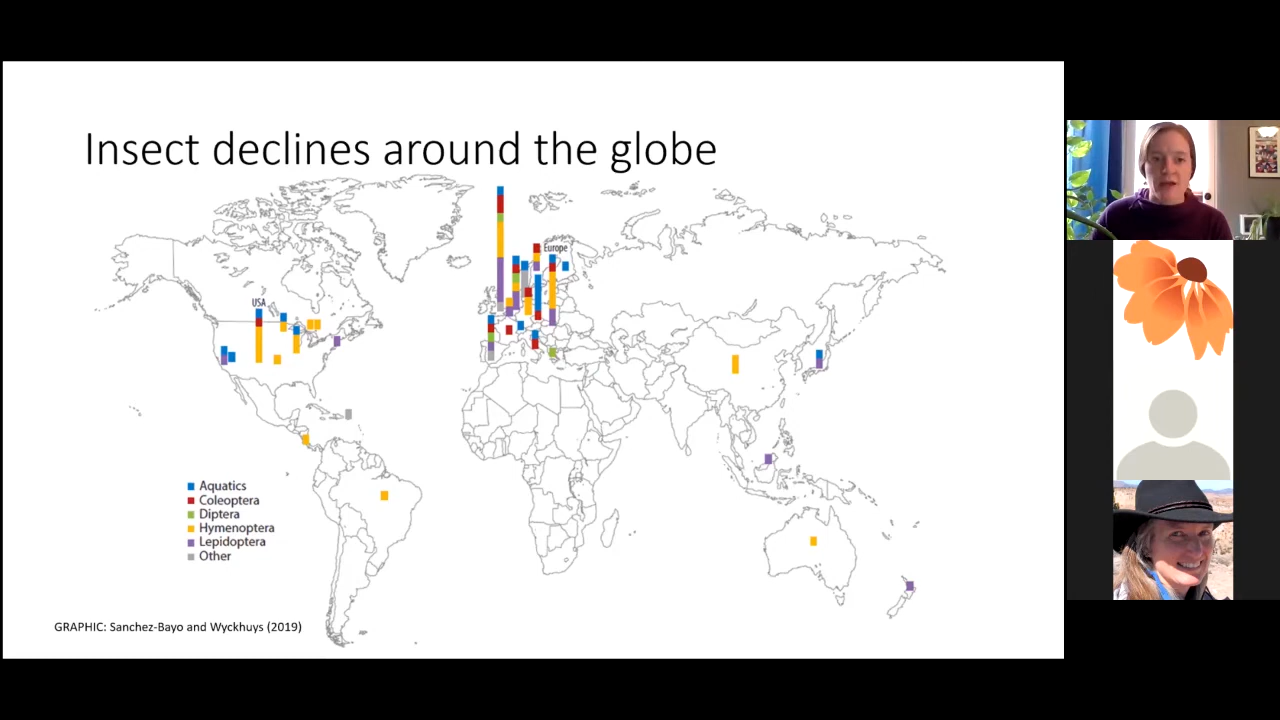 Insect declines around the globe
Europe
USA
Aquatics
Coleoptera
Diptera
Hymenoptera
Lepidoptera
Other
GRAPHIC: Sanchez-Bayo and Wyckhuys (2019)